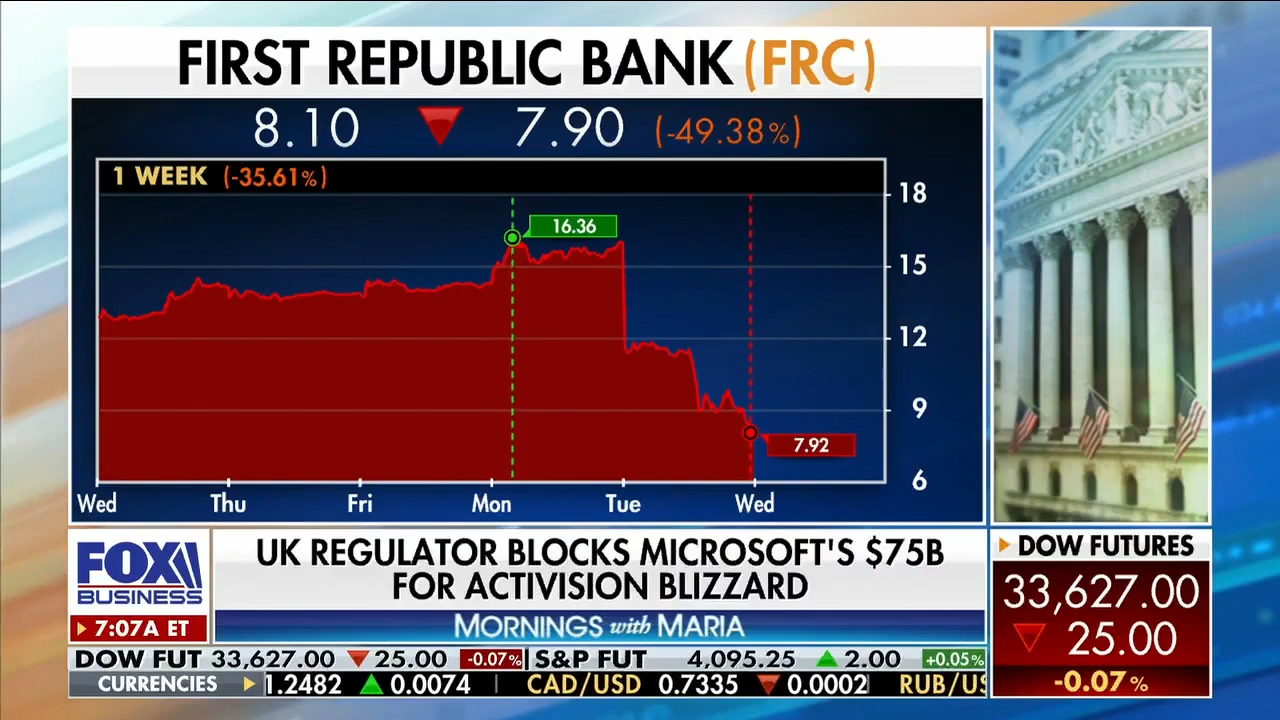 FIRST REPUBLIC BANK (FRC)
8.10 ▼ 7.90 (-49.38%)
1 WEEK (-35.61%)
18
16.36
15
12
9
7.92
6
Wed Thu Fri Mon Tue Wed
FOX BUSINESS
7:07A ET
UK REGULATOR BLOCKS MICROSOFT'S $75B
FOR ACTIVISION BLIZZARD
MORNINGS with MARIA
DOW FUTURES
33,627.00
▼ 25.00
-0.07%
DOW FUT 33,627.00 ▼ 25.00 -0.07% S&P FUT 4,095.25 ▲ 2.00 +0.05%
CURRENCIES 1.2482 ▲ 0.0074 | CAD/USD 0.7335 ▼ 0.0002 | RUB/US